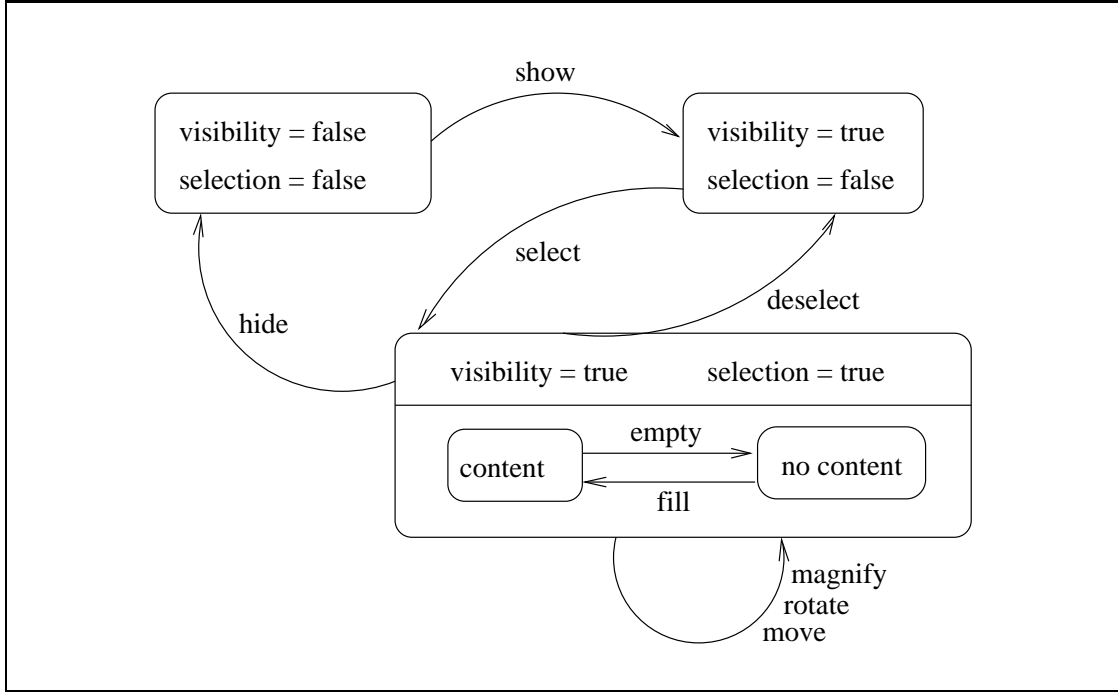 show
visibility = false
selection = false
visibility = true
selection = false
select
deselect
hide
visibility = true selection = true
empty
content
no content
fill
magnify
rotate
move